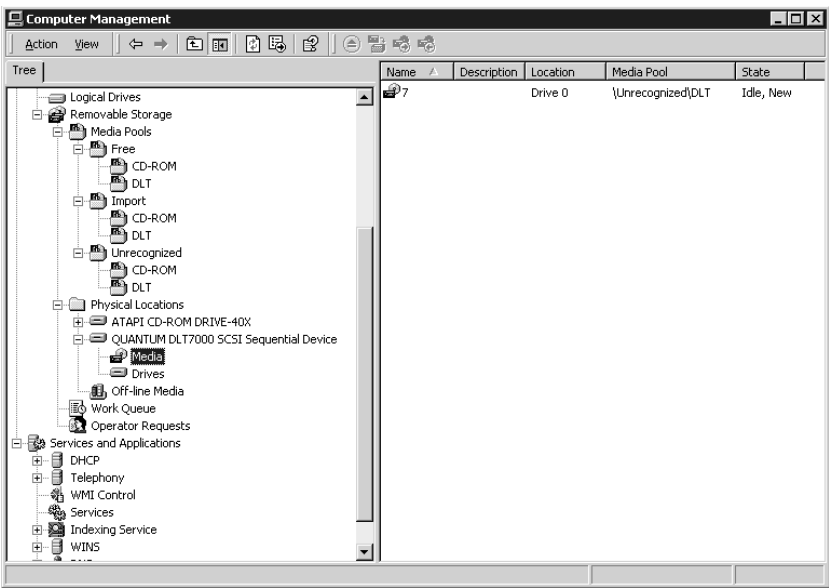 Computer Management
Action View
Tree
Name Description Location Media Pool State
7 Drive 0 \Unrecognized\DLT Idle, New
Logical Drives
Removable Storage
Media Pools
Free
CD-ROM
DLT
Import
CD-ROM
DLT
Unrecognized
CD-ROM
DLT
Physical Locations
ATAPI CD-ROM DRIVE-40X
QUANTUM DLT7000 SCSI Sequential Device
Media
Drives
Off-line Media
Work Queue
Operator Requests
Services and Applications
DHCP
Telephony
WMI Control
Services
Indexing Service
WINS